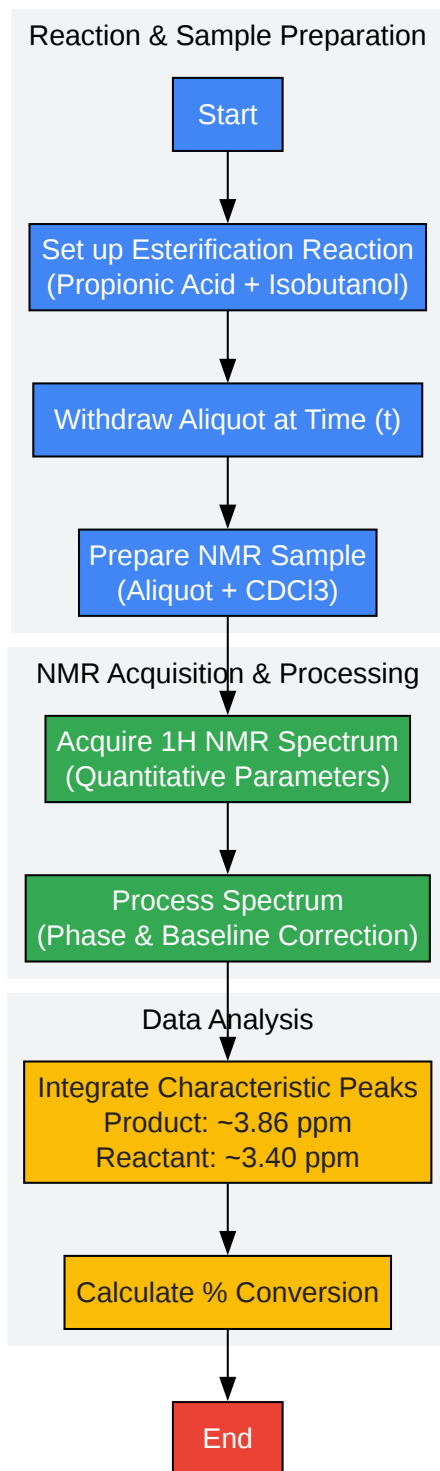 Reaction & Sample Preparation
Start
Set up Esterification Reaction
(Propionic Acid + Isobutanol)
Withdraw Aliquot at Time (t)
Prepare NMR Sample
(Aliquot + CDCl3)
NMR Acquisition & Processing
Acquire 1H NMR Spectrum
(Quantitative Parameters)
Process Spectrum
(Phase & Baseline Correction)
Data Analysis
Integrate Characteristic Peaks
Product: ~3.86 ppm
Reactant: ~3.40 ppm
Calculate % Conversion
End